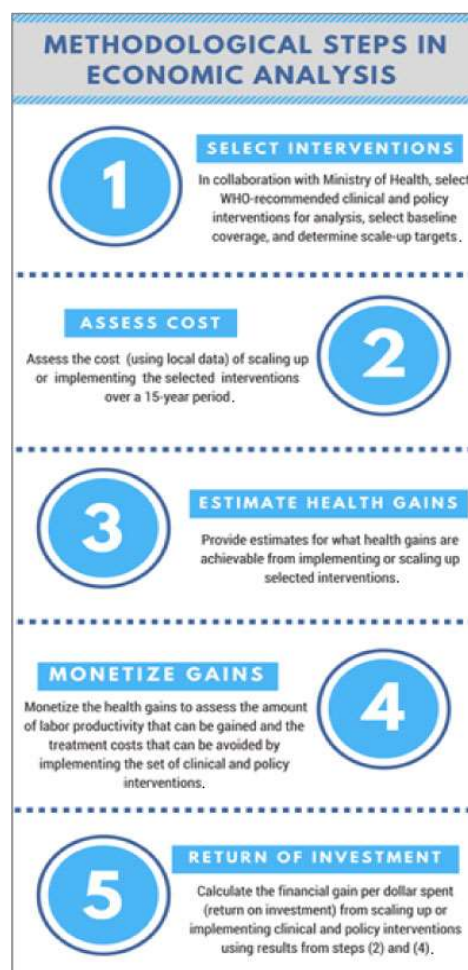 METHODOLOGICAL STEPS IN
ECONOMIC ANALYSIS
1
SELECT INTERVENTIONS
In collaboration with Ministry of Health, select
WHO-recommended clinical and policy
interventions for analysis, select baseline
coverage, and determine scale-up targets.
ASSESS COST
2
Assess the cost (using local data) of scaling up
or implementing the selected interventions
over a 15-year period.
3
ESTIMATE HEALTH GAINS
Provide estimates for what health gains are
achievable from implementing or scaling up
selected interventions.
MONETIZE GAINS
4
Monetize the health gains to assess the amount
of labor productivity that can be gained and the
treatment costs that can be avoided by
implementing the set of clinical and policy
interventions.
5
RETURN OF INVESTMENT
Calculate the financial gain per dollar spent
(return on investment) from scaling up or
implementing clinical and policy interventions
using results from steps (2) and (4).